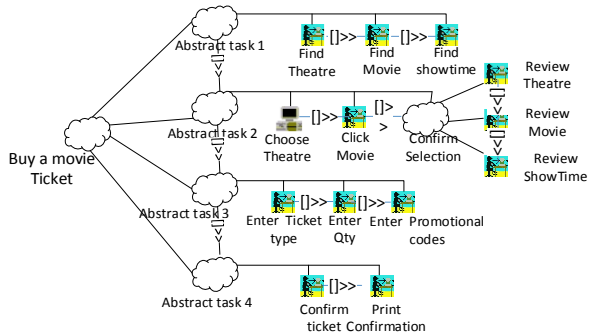 Abstract task 1
[]>>
[]>>
Find
Theatre
Find
Movie
Find
showtime
Review
Theatre
[]>>
[]>>
Abstract task 2
[]>>
[]>
>
Choose
Theatre
Click
Movie
Confirm
Selection
Review
Movie
[]>>
Review
ShowTime
Buy a movie
Ticket
[]>>
Abstract task 3
[]>>
[]>>
Enter Ticket
type
Enter
Qty
Enter Promotional
codes
[]>>
Abstract task 4
[]>>
Confirm
ticket
Print
Confirmation